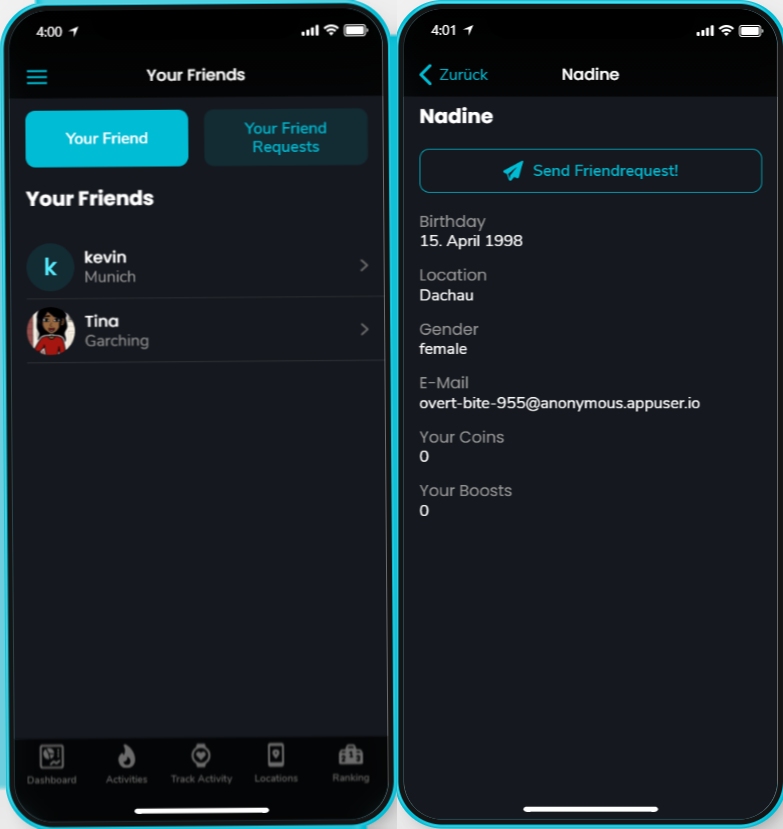 4:00
Your Friends
Your Friend
Your Friend
Requests
Your Friends
k
kevin
Munich
Tina
Garching
Dashboard
Activities
Track Activity
Locations
Ranking
4:01
Zurück
Nadine
Nadine
Send Friendrequest!
Birthday
15. April 1998
Location
Dachau
Gender
female
E-Mail
overt-bite-955@anonymous.appuser.io
Your Coins
0
Your Boosts
0